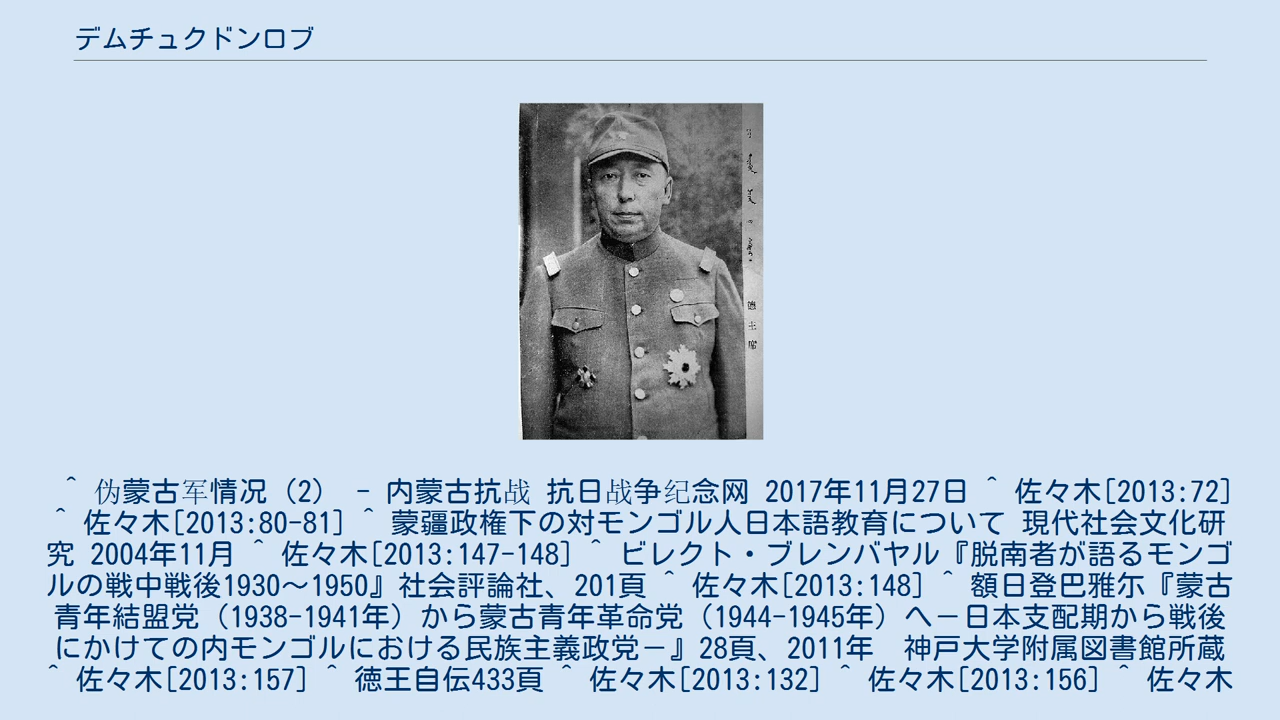 デムチュクドンロブ
徳主席
^ 伪蒙古军情况（2） - 内蒙古抗战 抗日战争纪念网 2017年11月27日 ^ 佐々木[2013:72]
^ 佐々木[2013:80-81] ^ 蒙疆政権下の対モンゴル人日本語教育について 現代社会文化研
究 2004年11月 ^ 佐々木[2013:147-148] ^ ビレクト・ブレンバヤル『脱南者が語るモンゴ
ルの戦中戦後1930〜1950』社会評論社、201頁 ^ 佐々木[2013:148] ^ 額日登巴雅尓『蒙古
青年結盟党（1938-1941年）から蒙古青年革命党（1944-1945年）へ－日本支配期から戦後
にかけての内モンゴルにおける民族主義政党－』28頁、2011年　神戸大学附属図書館所蔵
^ 佐々木[2013:157] ^ 徳王自伝433頁 ^ 佐々木[2013:132] ^ 佐々木[2013:156] ^ 佐々木